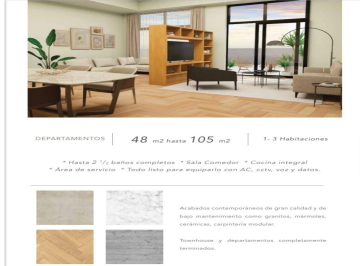 DEPARTAMENTOS
48 m2 hasta 105 m2
1- 3 Habitaciones
* Hasta 2 1/2 baños completos * Sala Comedor * Cocina integral
* Área de servicio * Todo listo para equiparlo con AC, cctv, voz y datos.
Acabados contemporáneos de gran calidad y de
bajo mantenimiento como granitos, mármoles,
cerámicas, carpintería modular.
Townhouse y departamentos completamente
terminados.